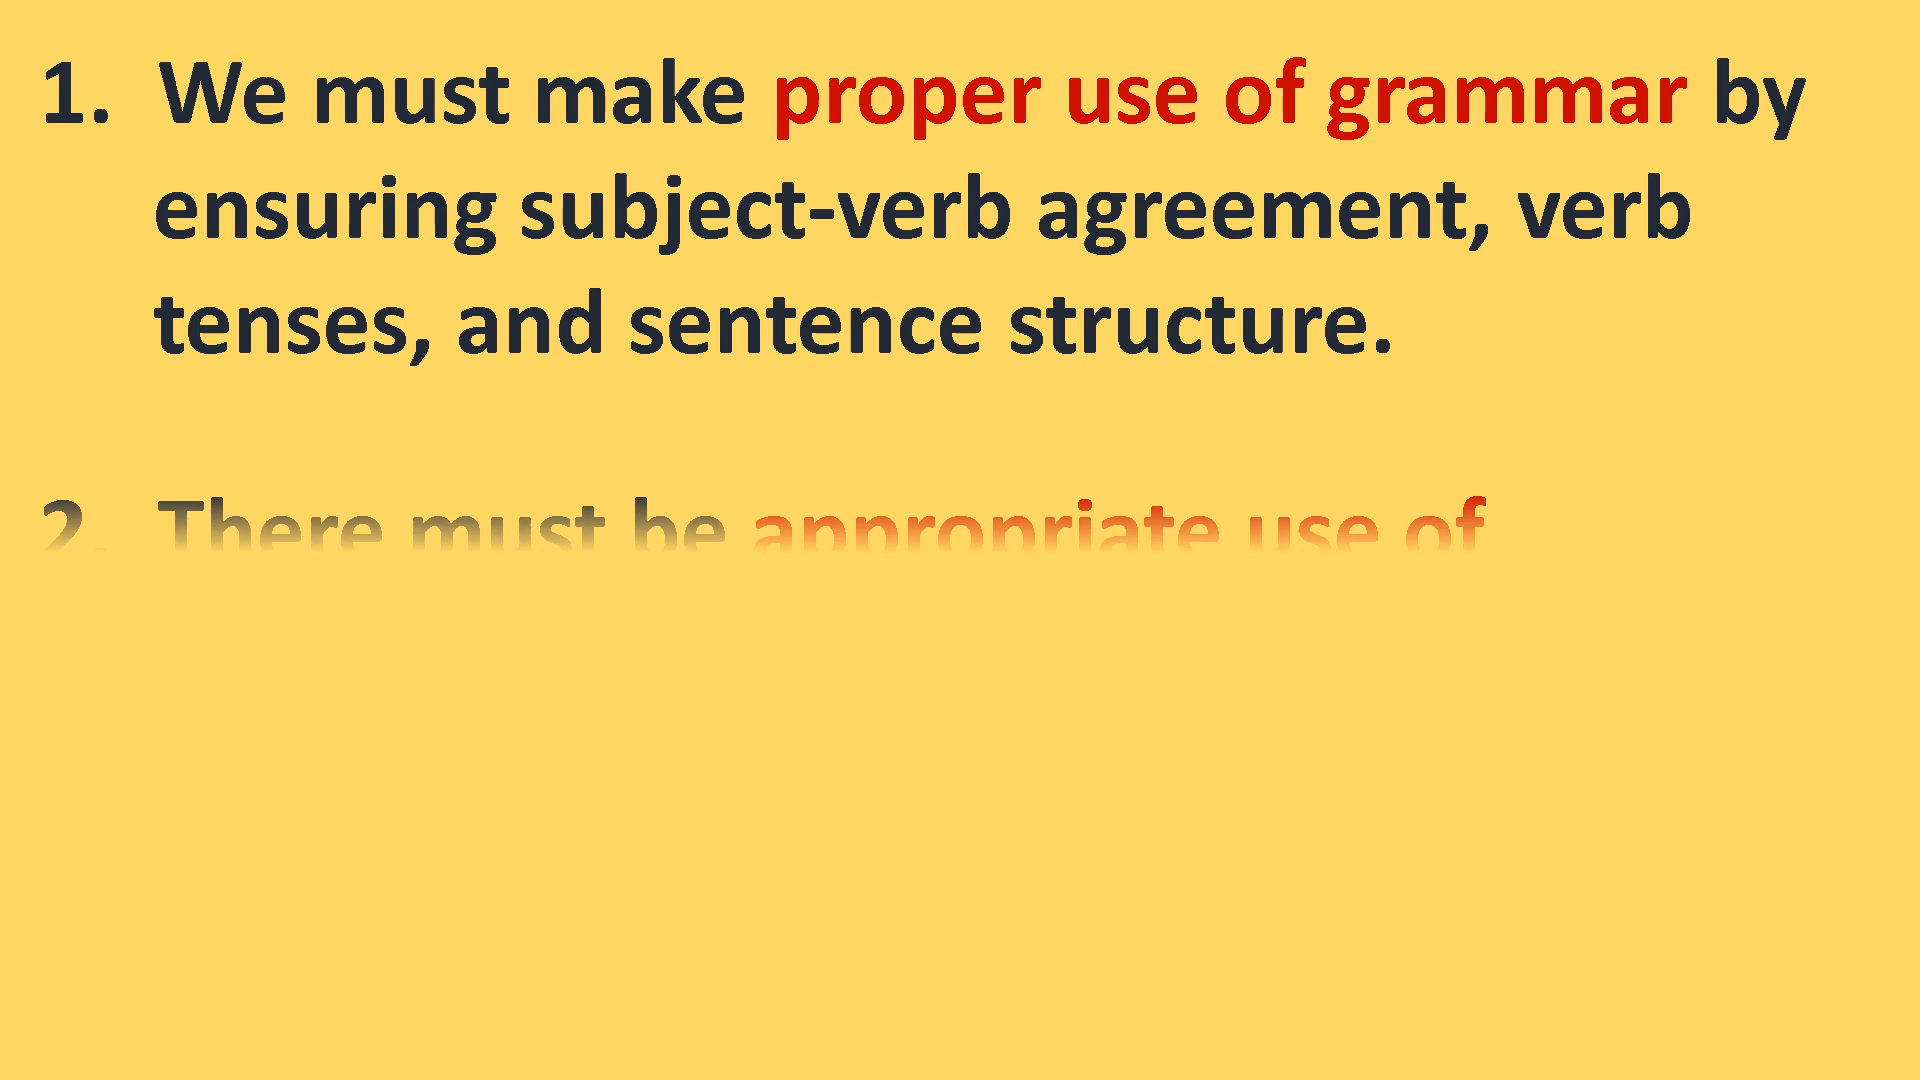 1. We must make proper use of grammar by
ensuring subject-verb agreement, verb
tenses, and sentence structure.
2. There must be appropriate use of